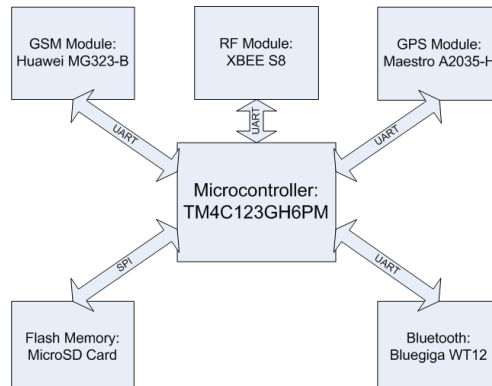 GSM Module:
Huawei MG323-B
RF Module:
XBEE S8
GPS Module:
Maestro A2035-H
UART
UART
UART
Microcontroller:
TM4C123GH6PM
SPI
UART
Flash Memory:
MicroSD Card
Bluetooth:
Bluegiga WT12